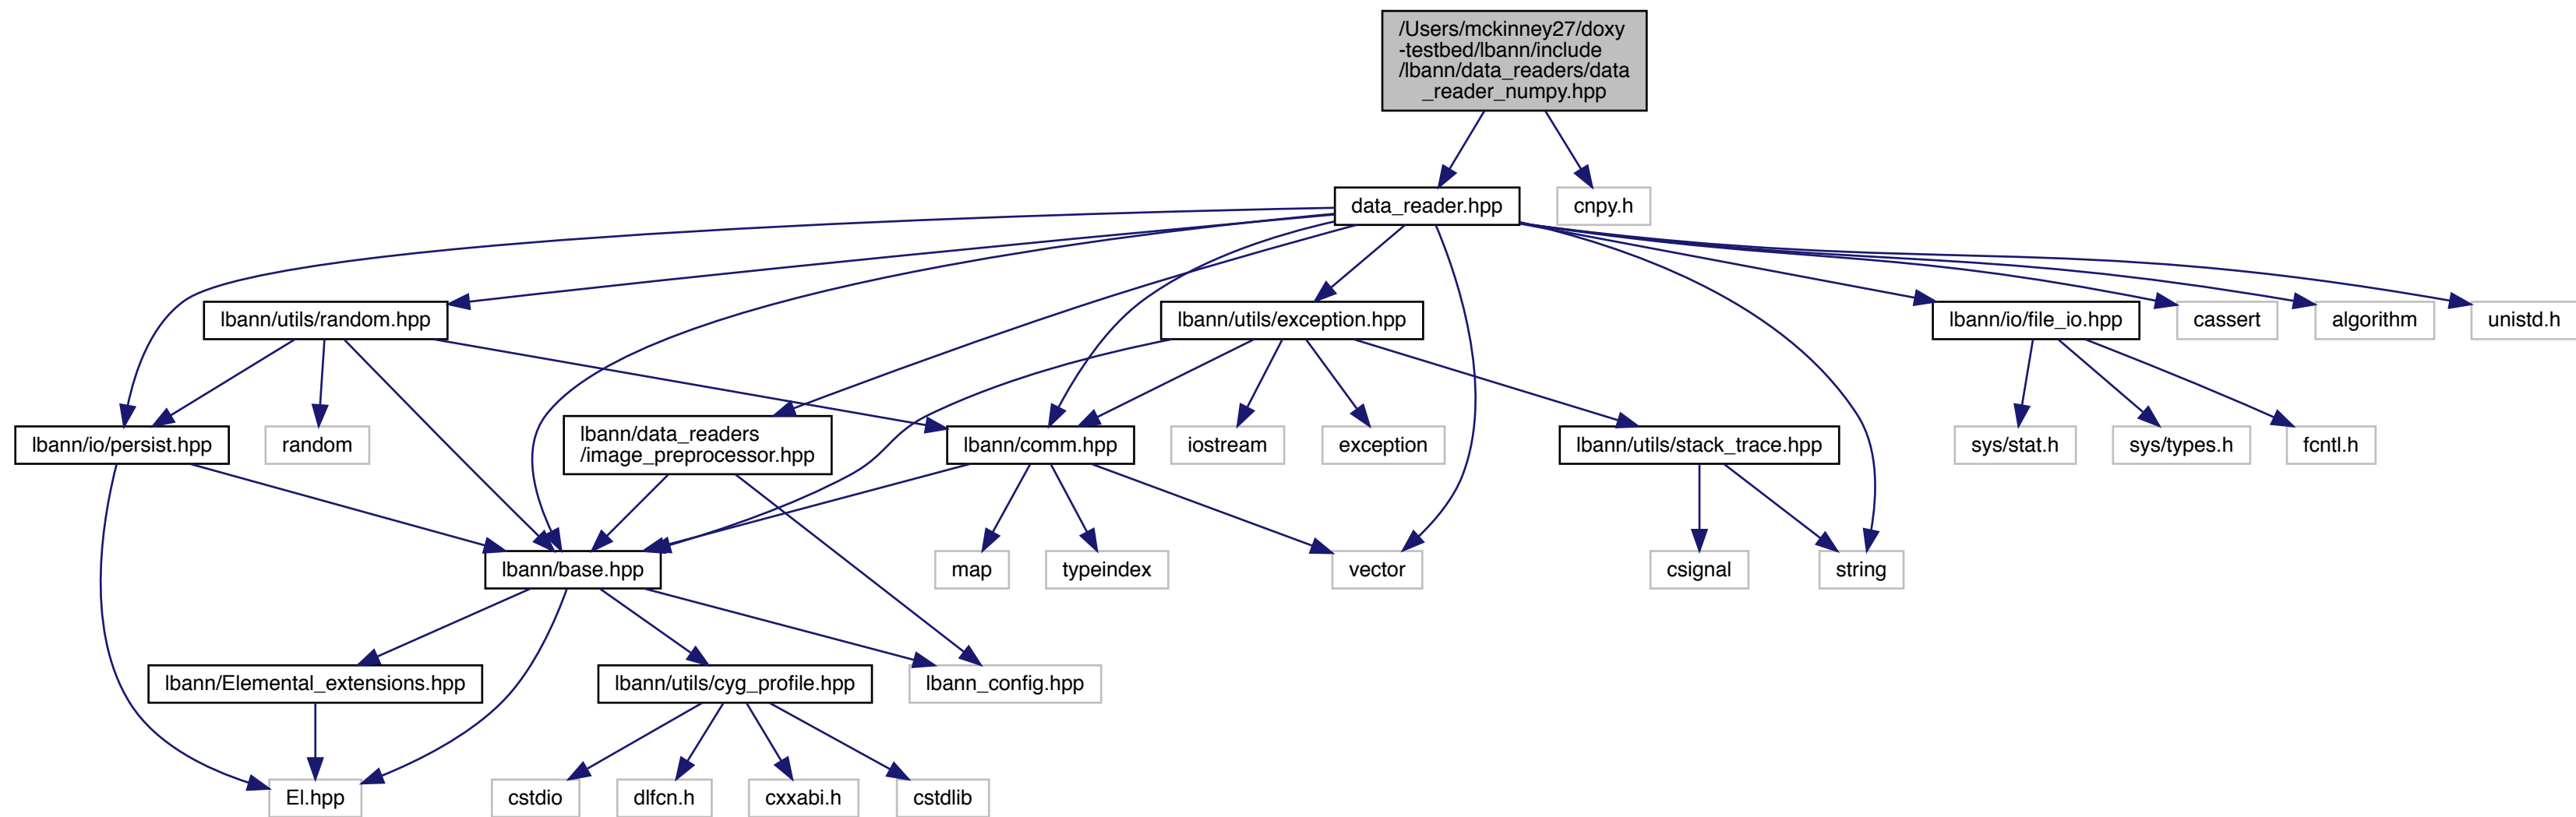 /Users/mckinney27/doxy
-testbed/lbann/include
/lbann/data_readers/data
_reader_numpy.hpp
data_reader.hpp
cnpy.h
lbann/utils/random.hpp
lbann/utils/exception.hpp
lbann/io/file_io.hpp
cassert
algorithm
unistd.h
lbann/io/persist.hpp
random
lbann/data_readers
/image_preprocessor.hpp
lbann/comm.hpp
iostream
exception
lbann/utils/stack_trace.hpp
sys/stat.h
sys/types.h
fcntl.h
lbann/base.hpp
map
typeindex
vector
csignal
string
lbann/Elemental_extensions.hpp
lbann/utils/cyg_profile.hpp
lbann_config.hpp
El.hpp
cstdio
dlfcn.h
cxxabi.h
cstdlib